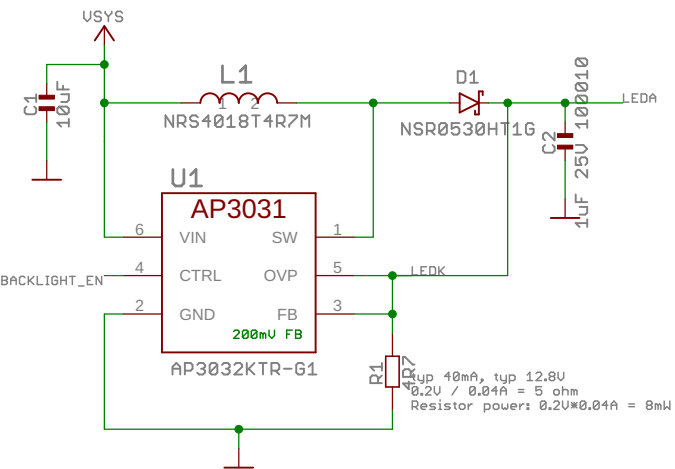 VSYS
C1
10uF
L1
1 2
NRS4018T4R7M
D1
NSR0530HT1G
C2
25V 100010
1uF
LEDA
U1
AP3031
6 VIN SW 1
4 CTRL OVP 5
2 GND FB 3
200mV FB
AP3032KTR-G1
BACKLIGHT_EN
LEDK
R1
4R7
typ 40mA, typ 12.8V
0.2V / 0.04A = 5 ohm
Resistor power: 0.2V*0.04A = 8mW